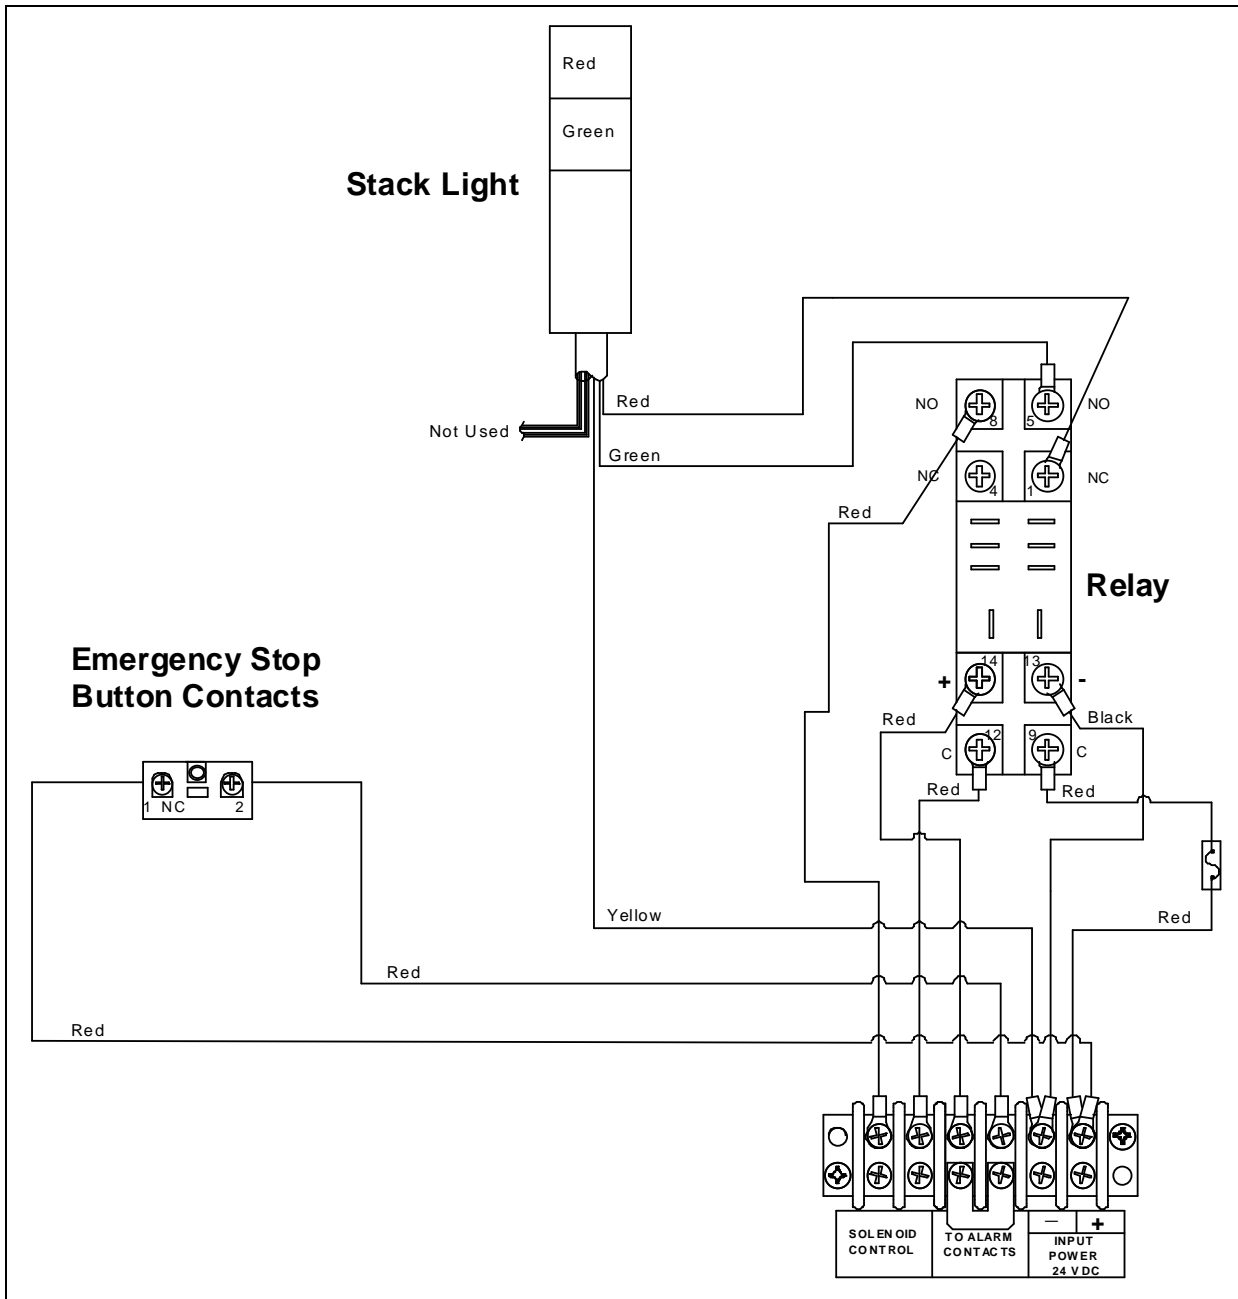 Red
Green
Stack Light
Red
Not Used
Green
NO
8
5
NO
NC
4
1
NC
Red
Relay
Emergency Stop
Button Contacts
14
13
+
-
Red
Black
12
9
C
C
Red
Red
1 NC
2
Yellow
Red
Red
Red
SOLENOID
CONTROL
TO ALARM
CONTACTS
– +
INPUT
POWER
24 VDC